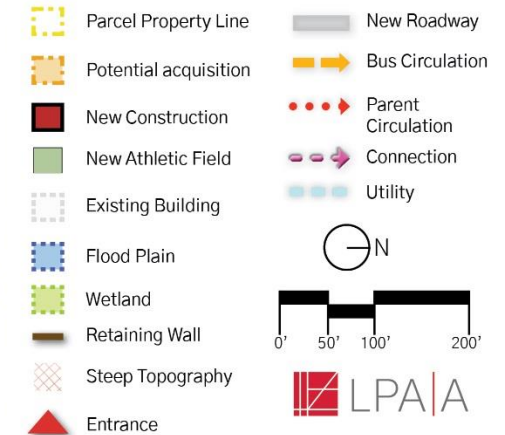 Parcel Property Line
Potential acquisition
New Construction
New Athletic Field
Existing Building
Flood Plain
Wetland
Retaining Wall
Steep Topography
Entrance
New Roadway
Bus Circulation
Parent
Circulation
Connection
Utility
N
0' 50' 100' 200'
LPA|A